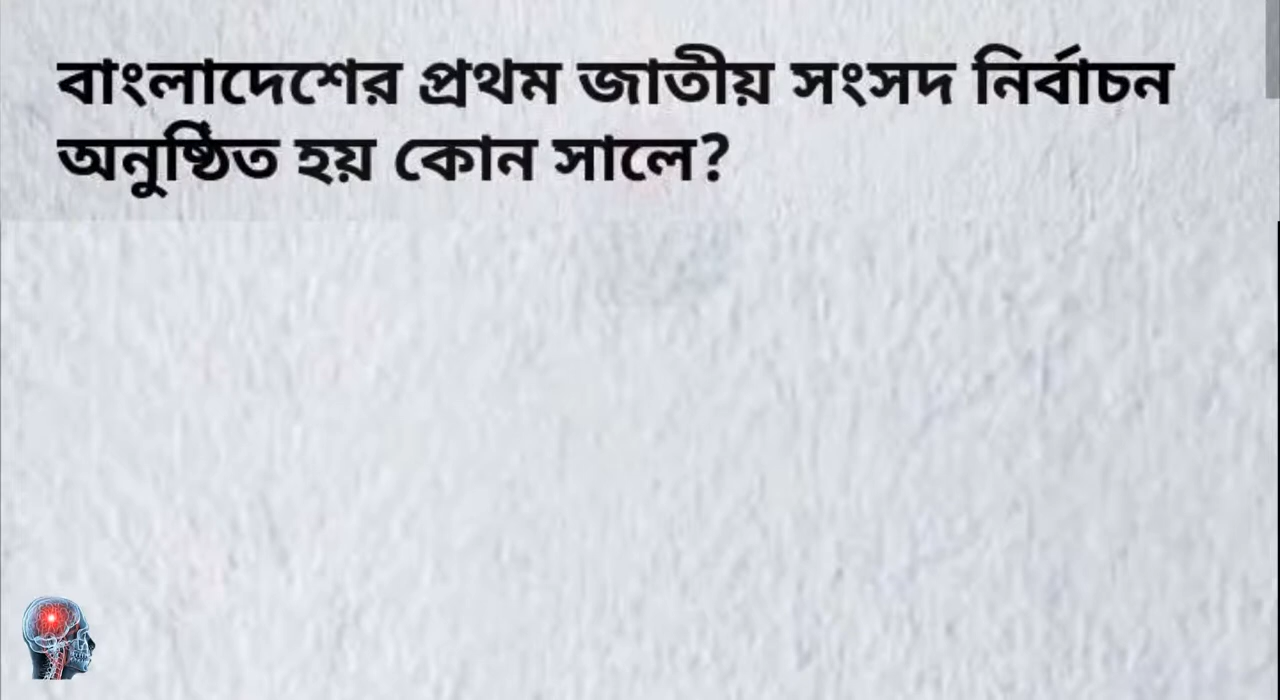 বাংলাদেশের প্রথম জাতীয় সংসদ নির্বাচন
অনুষ্ঠিত হয় কোন সালে?